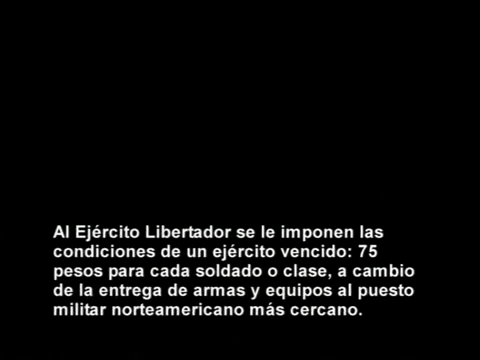 Al Ejército Libertador se le imponen las
condiciones de un ejército vencido: 75
pesos para cada soldado o clase, a cambio
de la entrega de armas y equipos al puesto
militar norteamericano más cercano.